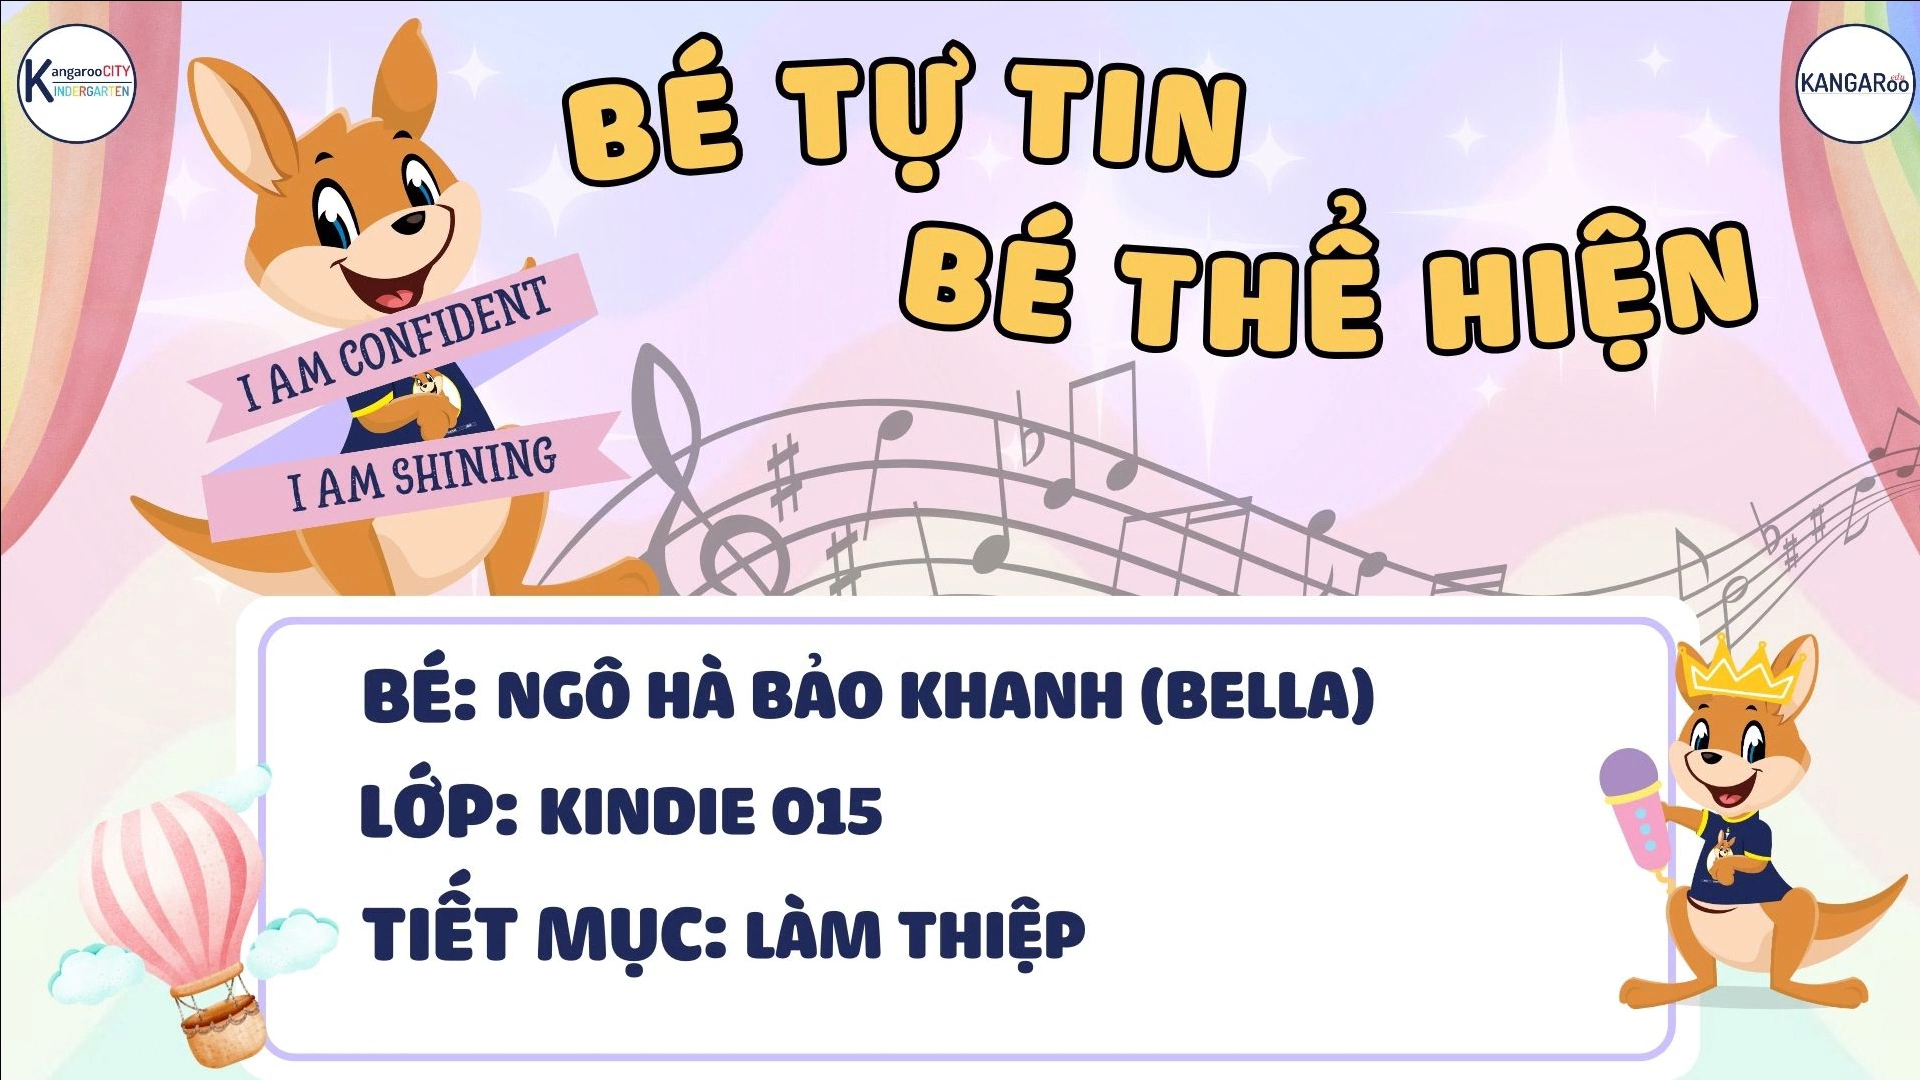 KangarooCITY
KINDERGARTEN
BÉ TỰ TIN
BÉ THỂ HIỆN
KANGARoo city
I AM CONFIDENT
I AM SHINING
BÉ: NGÔ HÀ BẢO KHANH (BELLA)
LỚP: KINDIE 015
TIẾT MỤC: LÀM THIỆP